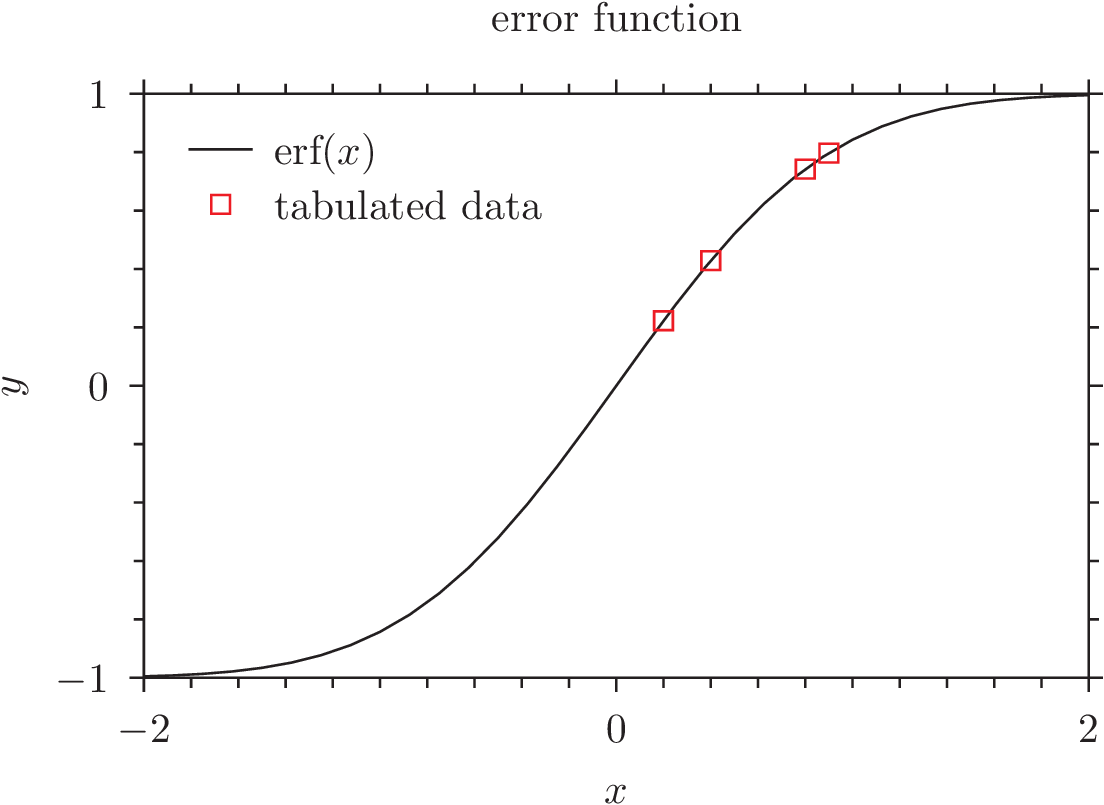 error function
1
erf(x)
tabulated data
y
0
−1
−2
0
2
x